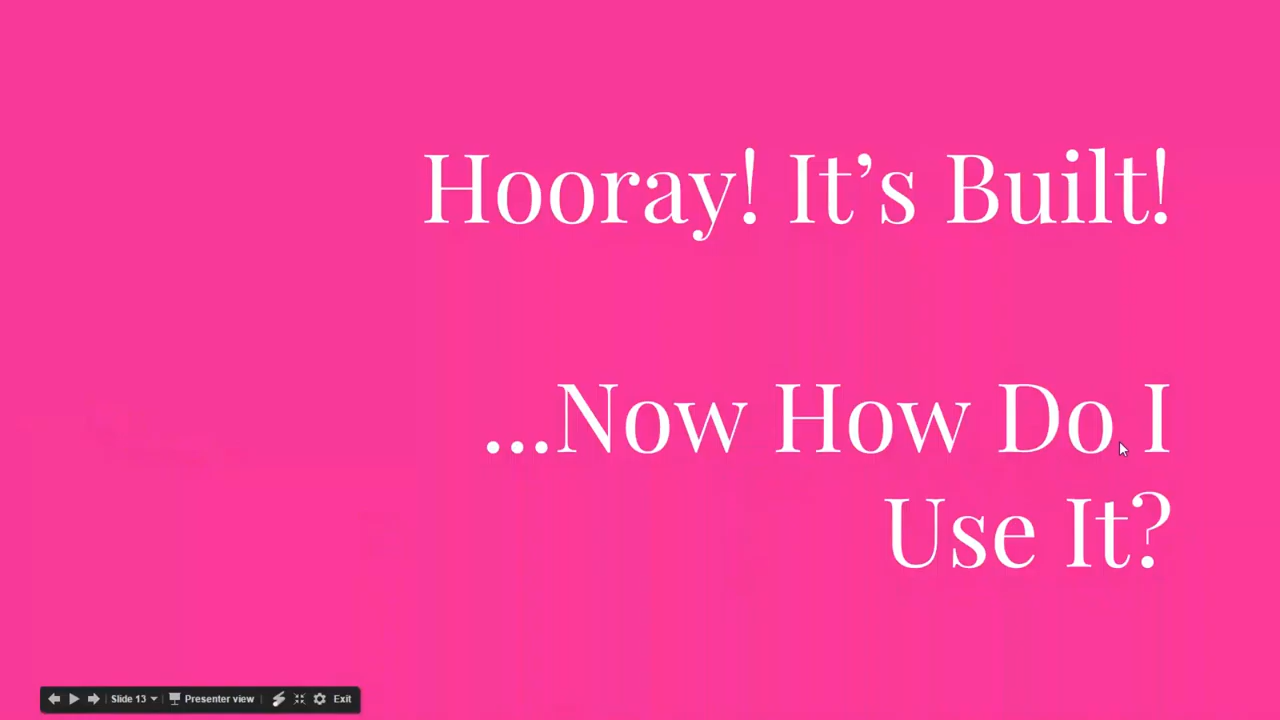 Hooray! It’s Built!
...Now How Do I
Use It?
Slide 13
Presenter view
Exit